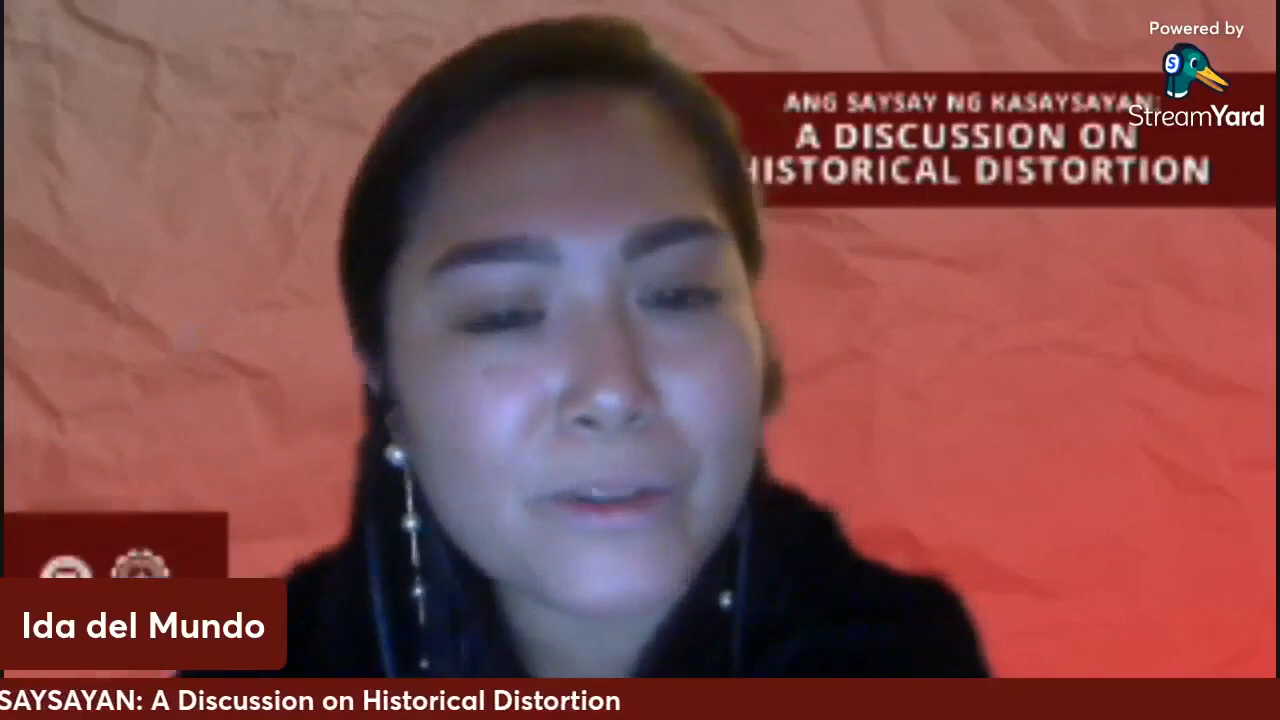 Powered by
StreamYard
ANG SAYSAY NG KASAYSAYAN:
A DISCUSSION ON
HISTORICAL DISTORTION
Ida del Mundo
SAYSAYAN: A Discussion on Historical Distortion